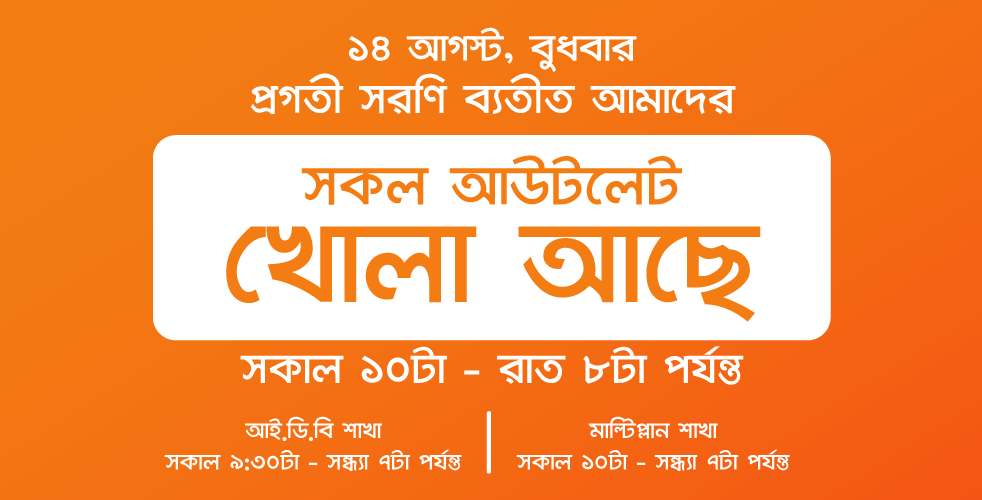 ১৪ আগস্ট, বুধবার
প্রগতী সরণি ব্যতীত আমাদের
সকল আউটলেট
খোলা আছে
সকাল ১০টা - রাত ৮টা পর্যন্ত
আই.ডি.বি শাখা
সকাল ৯:৩০টা - সন্ধ্যা ৭টা পর্যন্ত
মাল্টিপ্লান শাখা
সকাল ১০টা - সন্ধ্যা ৭টা পর্যন্ত